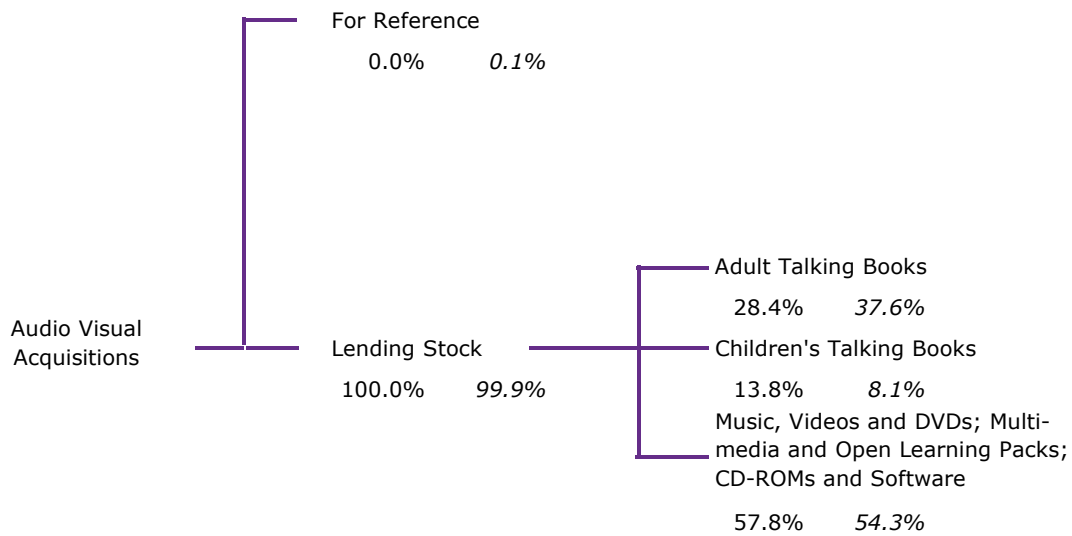 For Reference
0.0% 0.1%
Audio Visual
Acquisitions
Lending Stock
100.0% 99.9%
Adult Talking Books
28.4% 37.6%
Children's Talking Books
13.8% 8.1%
Music, Videos and DVDs; Multi-
media and Open Learning Packs;
CD-ROMs and Software
57.8% 54.3%